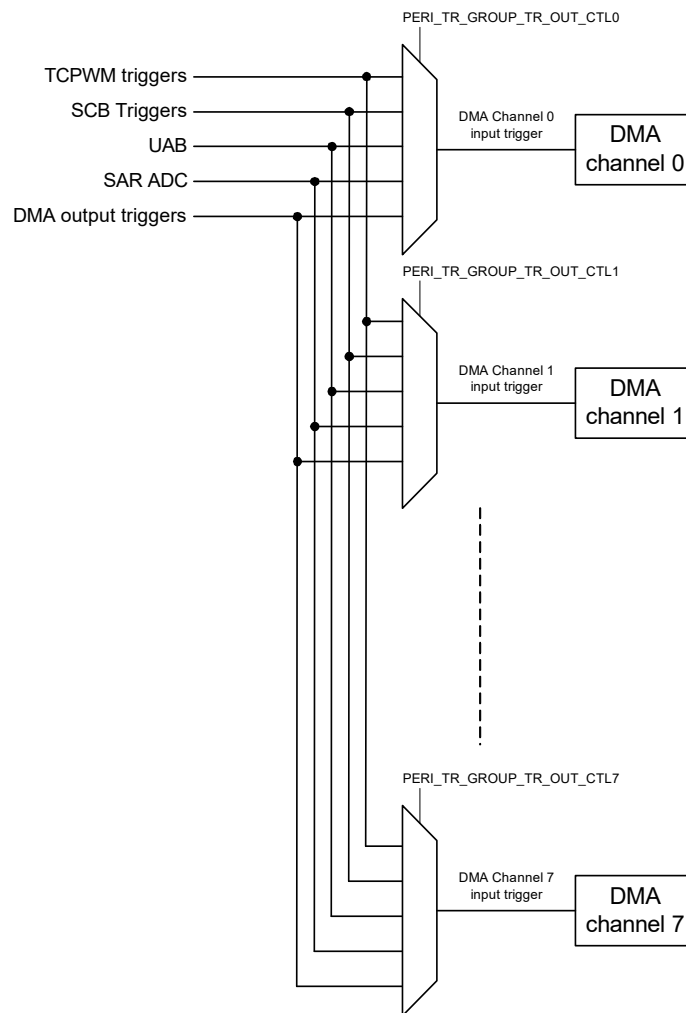 PERI_TR_GROUP_TR_OUT_CTL0
TCPWM triggers
SCB Triggers
UAB
SAR ADC
DMA output triggers
DMA Channel 0
input trigger
DMA
channel 0
PERI_TR_GROUP_TR_OUT_CTL1
DMA Channel 1
input trigger
DMA
channel 1
PERI_TR_GROUP_TR_OUT_CTL7
DMA Channel 7
input trigger
DMA
channel 7